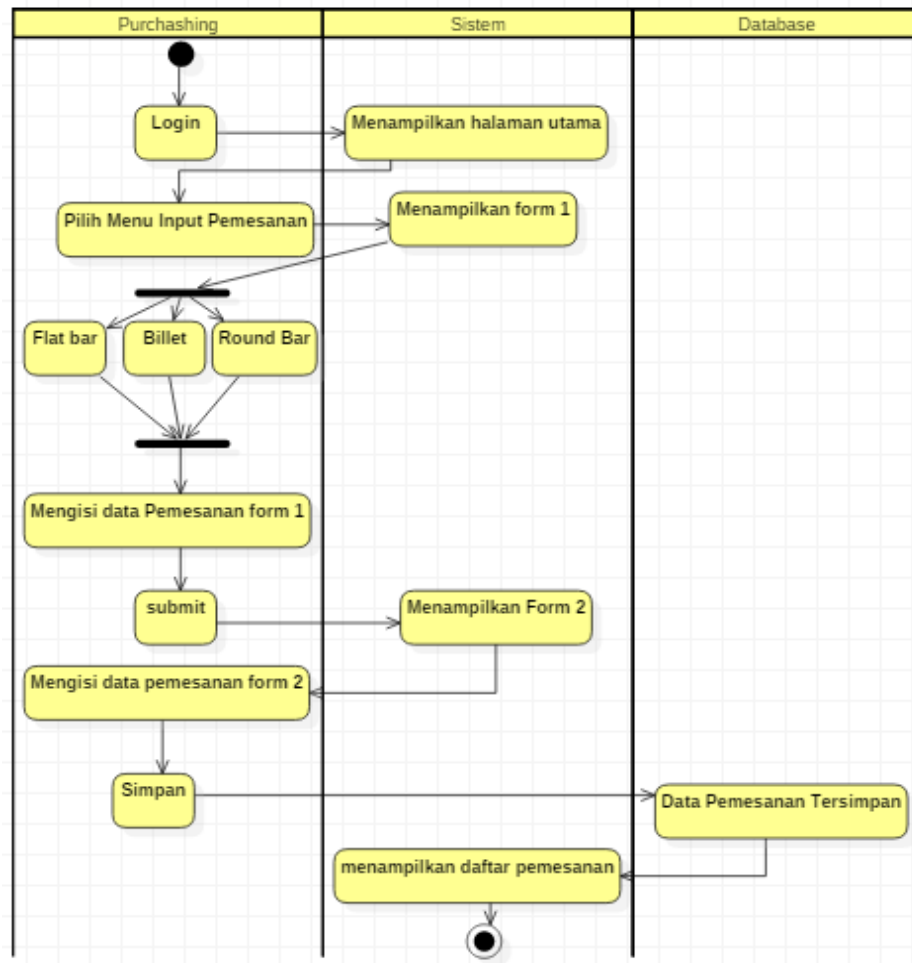 Purchashing
Sistem
Database
Login
Menampilkan halaman utama
Pilih Menu Input Pemesanan
Menampilkan form 1
Flat bar
Billet
Round Bar
Mengisi data Pemesanan form 1
submit
Menampilkan Form 2
Mengisi data pemesanan form 2
Simpan
Data Pemesanan Tersimpan
menampilkan daftar pemesanan